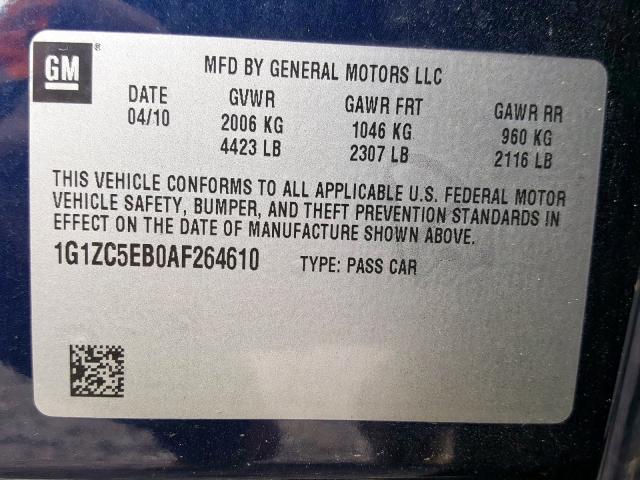 GM ® MFD BY GENERAL MOTORS LLC
DATE GVWR GAWR FRT GAWR RR
04/10 2006 KG 1046 KG 960 KG
4423 LB 2307 LB 2116 LB
THIS VEHICLE CONFORMS TO ALL APPLICABLE U.S. FEDERAL MOTOR
VEHICLE SAFETY, BUMPER, AND THEFT PREVENTION STANDARDS IN
EFFECT ON THE DATE OF MANUFACTURE SHOWN ABOVE.
1G1ZC5EB0AF264610 TYPE: PASS CAR